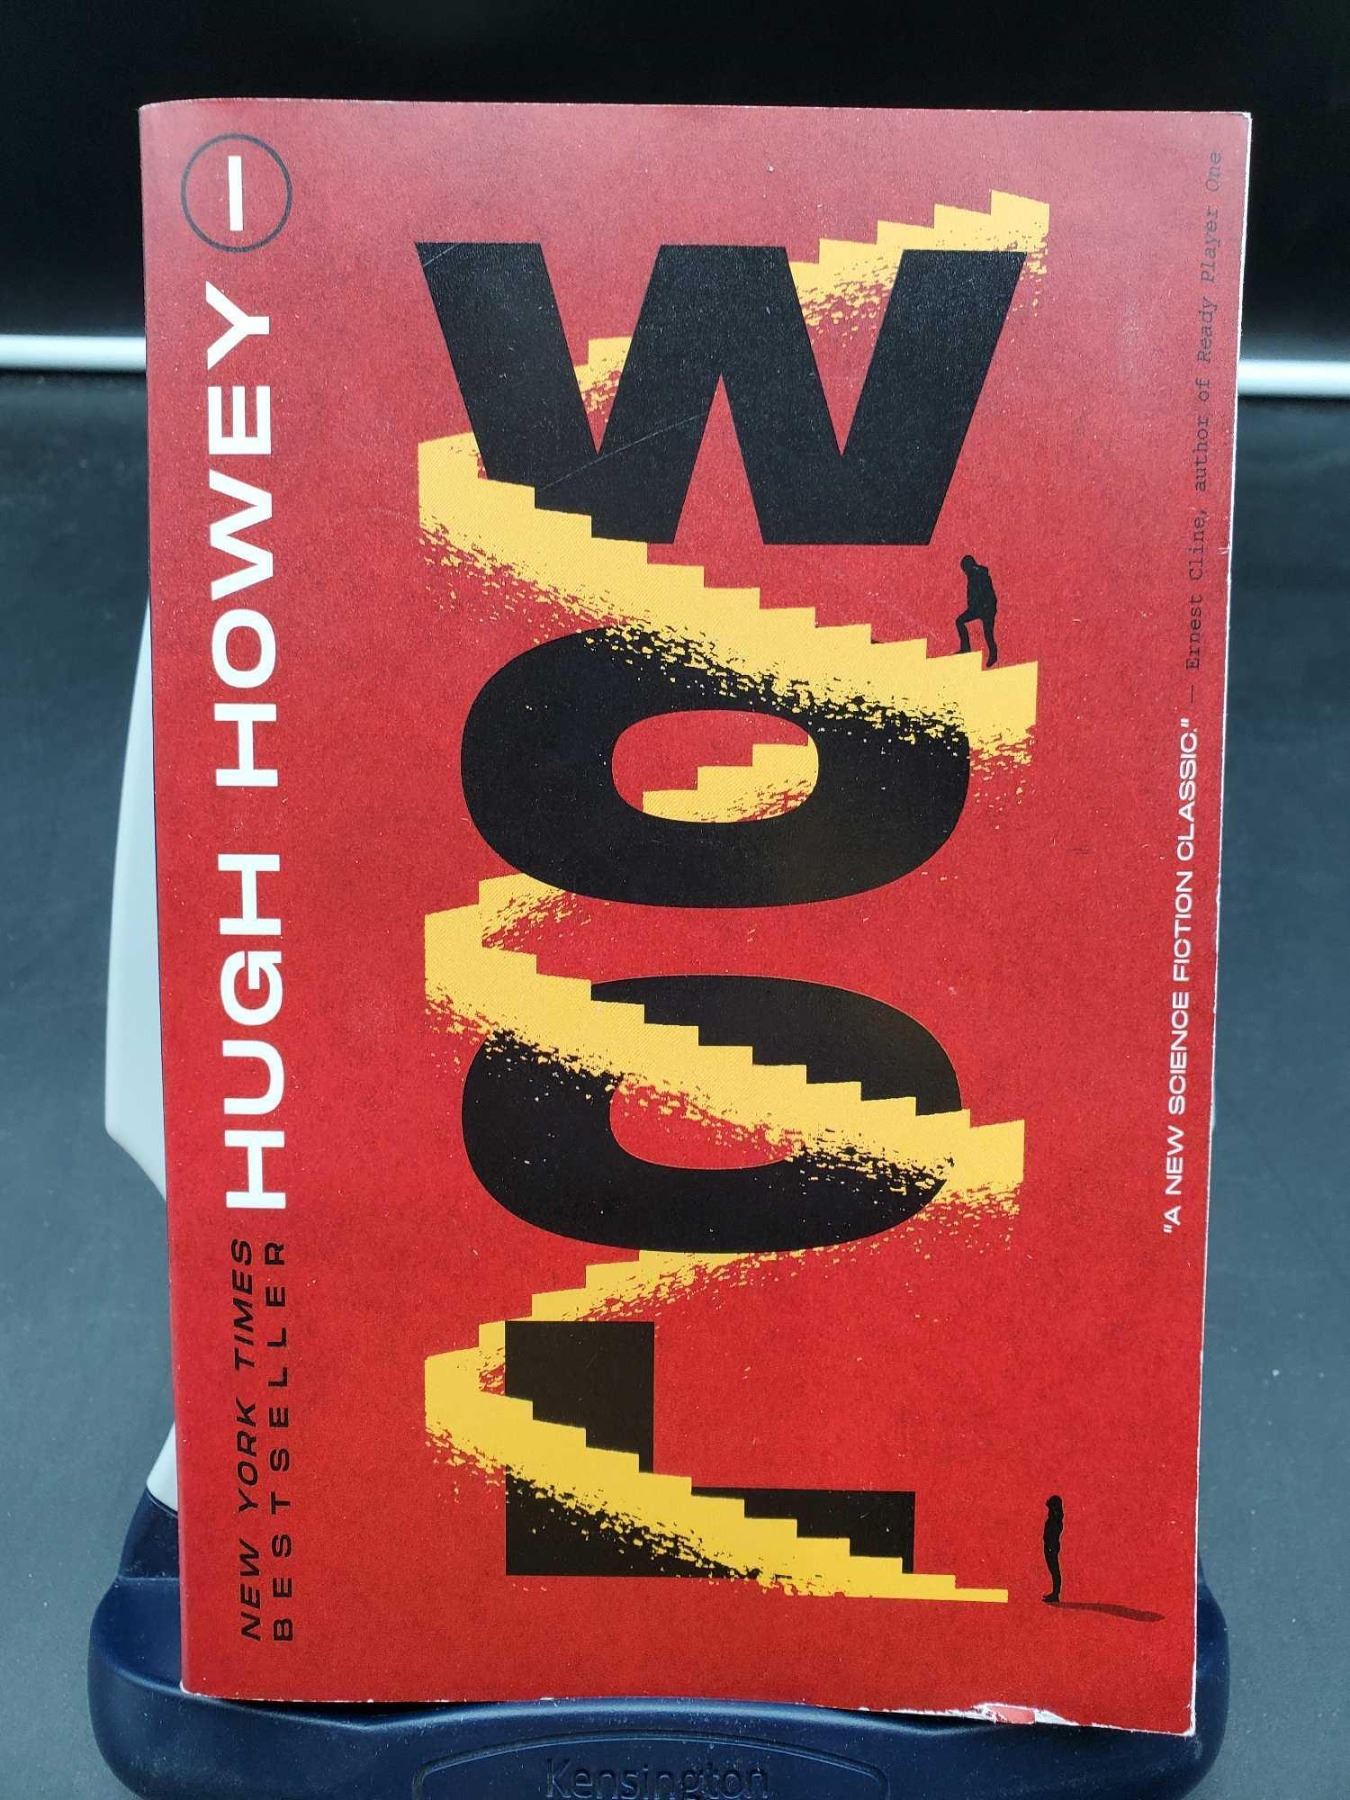 NEW YORK TIMES
BESTSELLER
HUGH HOWEY
WOOL
"A NEW SCIENCE FICTION CLASSIC." — Ernest Cline, author of Ready Player One
Kensington